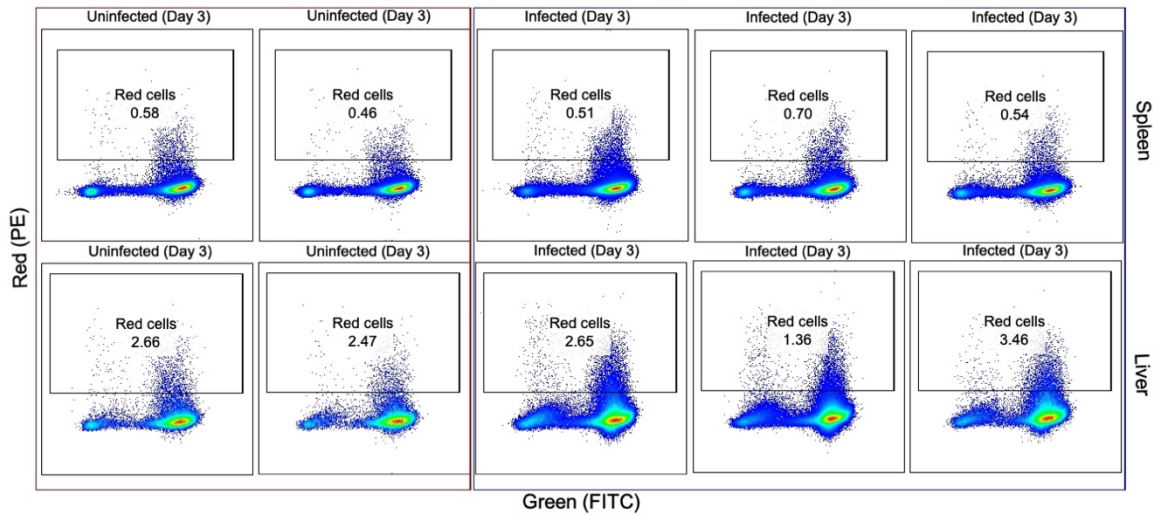 Uninfected (Day 3)
Uninfected (Day 3)
Infected (Day 3)
Infected (Day 3)
Infected (Day 3)
Red cells
0.58
Red cells
0.46
Red cells
0.51
Red cells
0.70
Red cells
0.54
Spleen
Uninfected (Day 3)
Uninfected (Day 3)
Infected (Day 3)
Infected (Day 3)
Infected (Day 3)
Red cells
2.66
Red cells
2.47
Red cells
2.65
Red cells
1.36
Red cells
3.46
Liver
Red (PE)
Green (FITC)